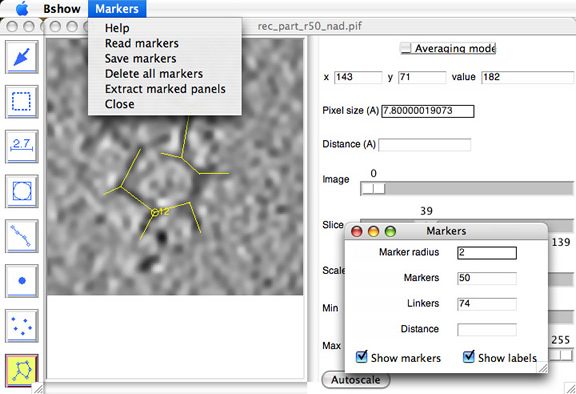 Bshow Markers
rec_part_r50_nad.pif
Help
Read markers
Save markers
Delete all markers
Extract marked panels
Close
2.7
12
Averaging mode
x 143 y 71 value 182
Pixel size (A) 7.80000019073
Distance (A)
Image 0
Slice 39
139
Scale
Min
Max 255
Autoscale
Markers
Marker radius 2
Markers 50
Linkers 74
Distance
Show markers Show labels